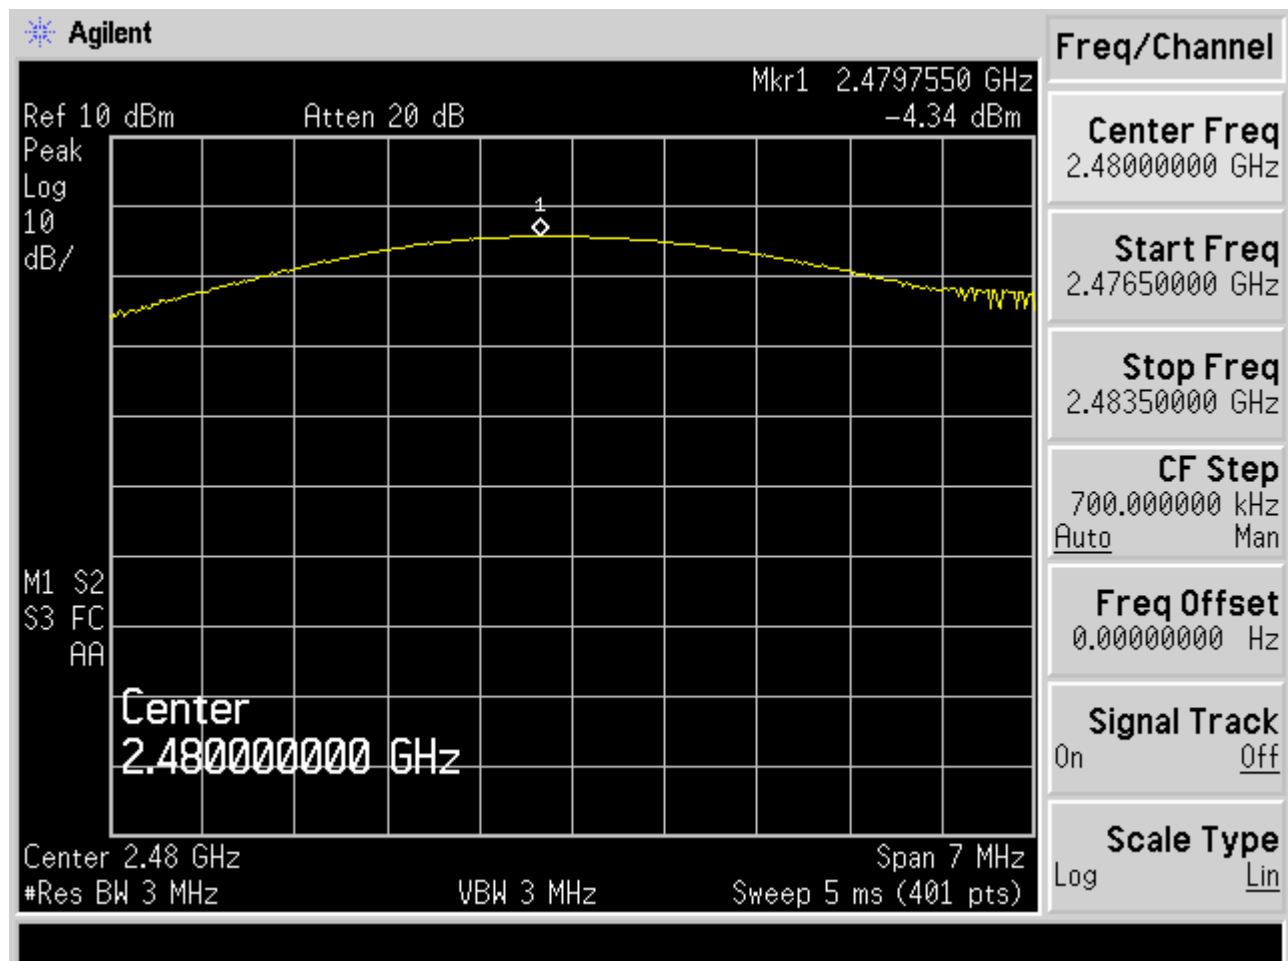 Agilent
Freq/Channel
Mkr1 2.4797550 GHz
Ref 10 dBm Atten 20 dB -4.34 dBm
Peak
Log
10
dB/
1
M1 S2
S3 FC
AA
Center
2.480000000 GHz
Center 2.48 GHz Span 7 MHz
#Res BW 3 MHz VBW 3 MHz Sweep 5 ms (401 pts)
Center Freq
2.48000000 GHz
Start Freq
2.47650000 GHz
Stop Freq
2.48350000 GHz
CF Step
700.000000 kHz
Auto Man
Freq Offset
0.00000000 Hz
Signal Track
On Off
Scale Type
Log Lin